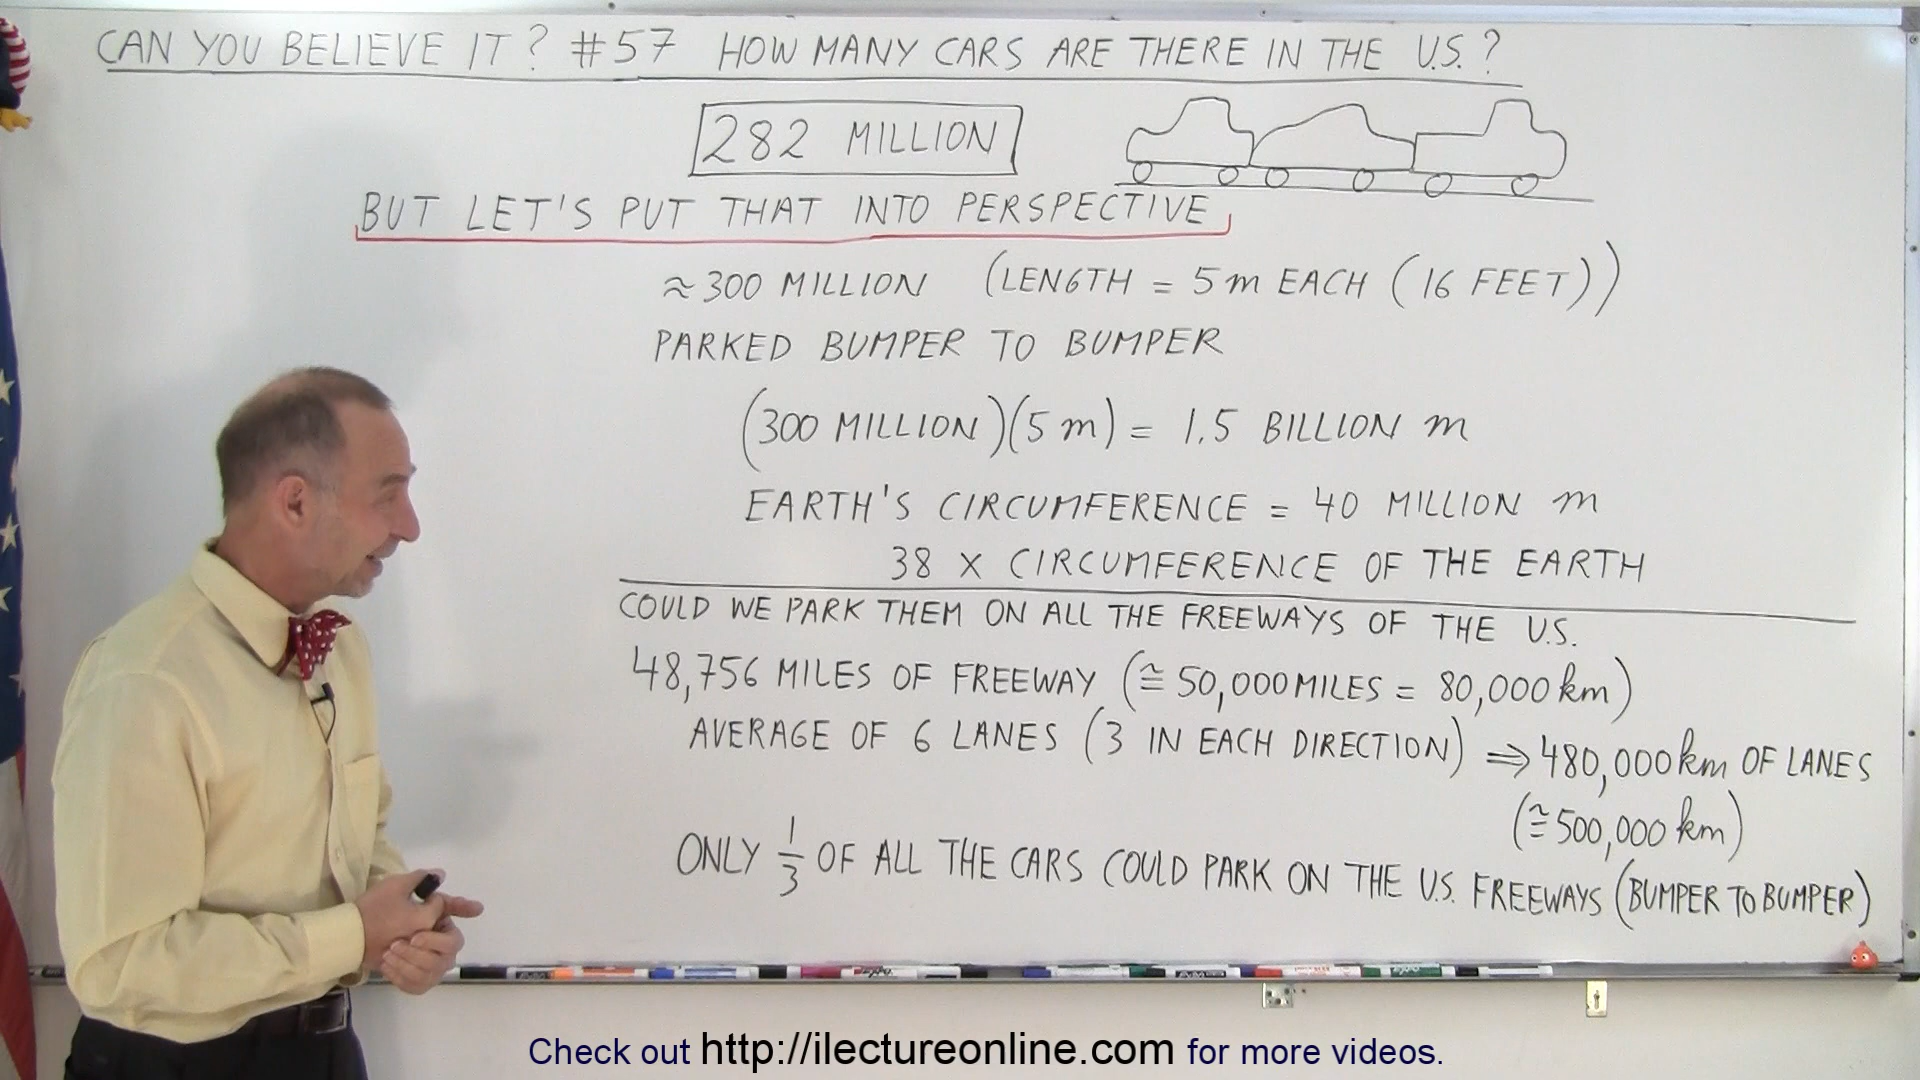 CAN YOU BELIEVE IT? #57 HOW MANY CARS ARE THERE IN THE U.S.?
282 MILLION
BUT LET'S PUT THAT INTO PERSPECTIVE
≈300 MILLION (LENGTH = 5m EACH (16 FEET))
PARKED BUMPER TO BUMPER
(300 MILLION)(5 m) = 1.5 BILLION m
EARTH'S CIRCUMFERENCE = 40 MILLION m
38 X CIRCUMFERENCE OF THE EARTH
COULD WE PARK THEM ON ALL THE FREEWAYS OF THE U.S.
48,756 MILES OF FREEWAY (≅ 50,000 MILES = 80,000 km)
AVERAGE OF 6 LANES (3 IN EACH DIRECTION) ⇒ 480,000 km OF LANES
(≅ 500,000 km)
ONLY 1/3 OF ALL THE CARS COULD PARK ON THE U.S. FREEWAYS (BUMPER TO BUMPER)
Check out http://ilectureonline.com for more videos.